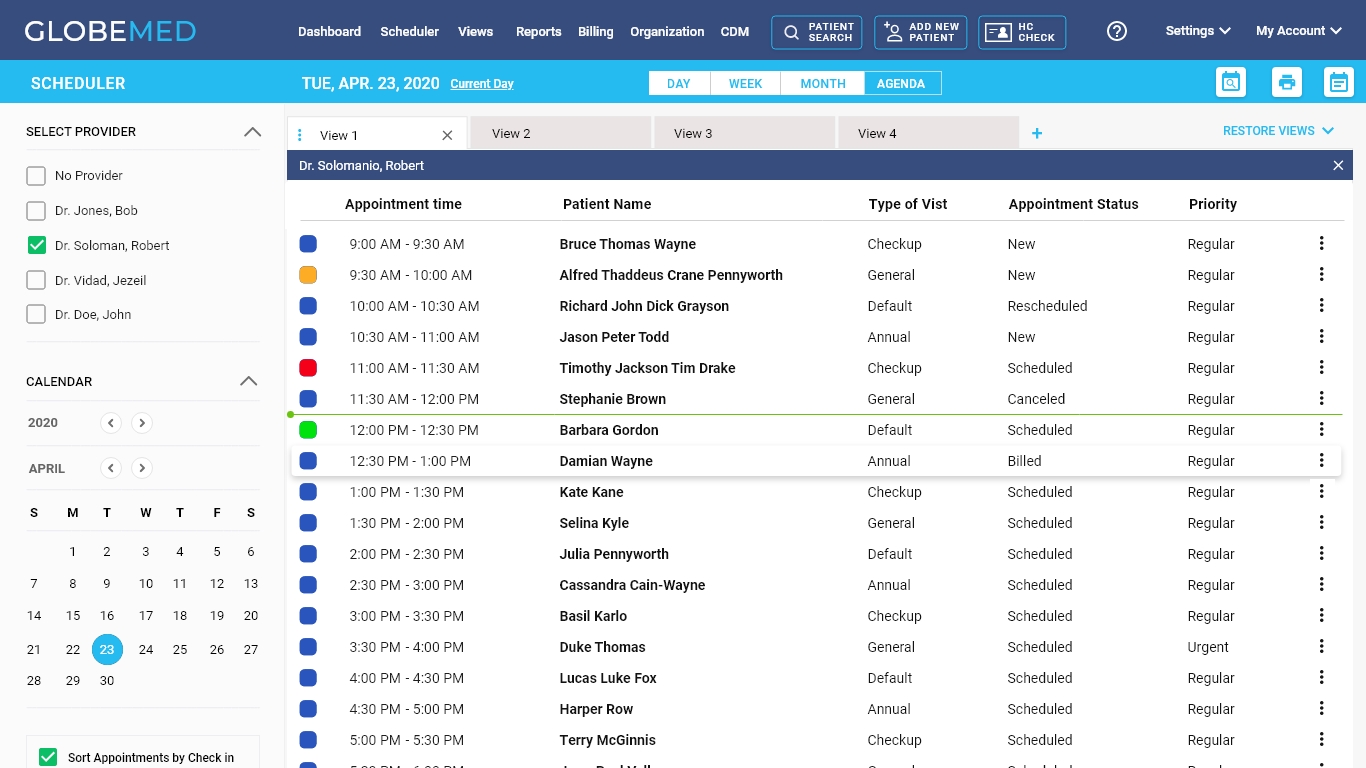 GLOBEMED
Dashboard Scheduler Views Reports Billing Organization CDM PATIENT SEARCH ADD NEW PATIENT HC CHECK Settings My Account
SCHEDULER
TUE, APR. 23, 2020 Current Day
DAY WEEK MONTH AGENDA
SELECT PROVIDER
No Provider
Dr. Jones, Bob
Dr. Soloman, Robert
Dr. Vidad, Jezeil
Dr. Doe, John
CALENDAR
2020
APRIL
S M T W T F S
1 2 3 4 5 6
7 8 9 10 11 12 13
14 15 16 17 18 19 20
21 22 23 24 25 26 27
28 29 30
Sort Appointments by Check in
View 1 View 2 View 3 View 4 + RESTORE VIEWS
Dr. Solomanio, Robert
Appointment time Patient Name Type of Vist Appointment Status Priority
9:00 AM - 9:30 AM Bruce Thomas Wayne Checkup New Regular
9:30 AM - 10:00 AM Alfred Thaddeus Crane Pennyworth General New Regular
10:00 AM - 10:30 AM Richard John Dick Grayson Default Rescheduled Regular
10:30 AM - 11:00 AM Jason Peter Todd Annual New Regular
11:00 AM - 11:30 AM Timothy Jackson Tim Drake Checkup Scheduled Regular
11:30 AM - 12:00 PM Stephanie Brown General Canceled Regular
12:00 PM - 12:30 PM Barbara Gordon Default Scheduled Regular
12:30 PM - 1:00 PM Damian Wayne Annual Billed Regular
1:00 PM - 1:30 PM Kate Kane Checkup Scheduled Regular
1:30 PM - 2:00 PM Selina Kyle General Scheduled Regular
2:00 PM - 2:30 PM Julia Pennyworth Default Scheduled Regular
2:30 PM - 3:00 PM Cassandra Cain-Wayne Annual Scheduled Regular
3:00 PM - 3:30 PM Basil Karlo Checkup Scheduled Regular
3:30 PM - 4:00 PM Duke Thomas General Scheduled Urgent
4:00 PM - 4:30 PM Lucas Luke Fox Default Scheduled Regular
4:30 PM - 5:00 PM Harper Row Annual Scheduled Regular
5:00 PM - 5:30 PM Terry McGinnis Checkup Scheduled Regular